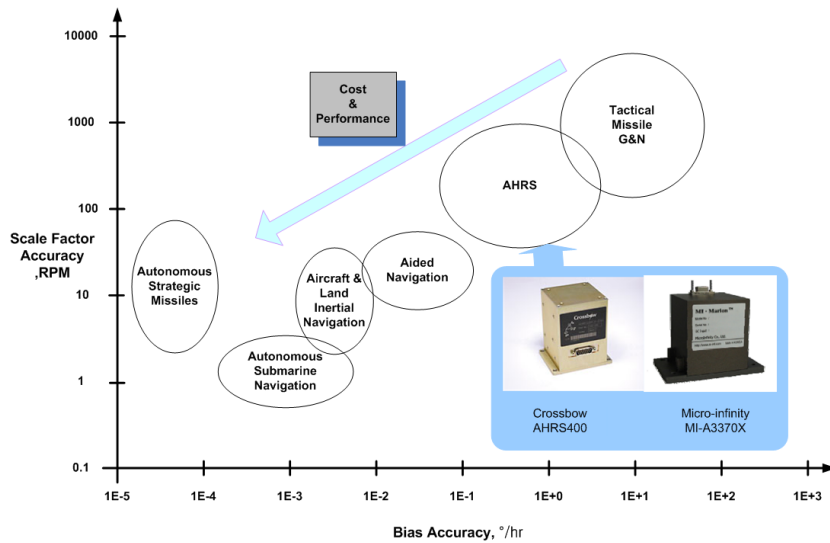 10000
1000
100
10
1
0.1
Scale Factor
Accuracy
,RPM
Cost
&
Performance
Tactical
Missile
G&N
AHRS
Aided
Navigation
Autonomous
Strategic
Missiles
Aircraft &
Land
Inertial
Navigation
Autonomous
Submarine
Navigation
Crossbow
MI - Marion
Crossbow
AHRS400
Micro-infinity
MI-A3370X
1E-5
1E-4
1E-3
1E-2
1E-1
1E+0
1E+1
1E+2
1E+3
Bias Accuracy, °/hr